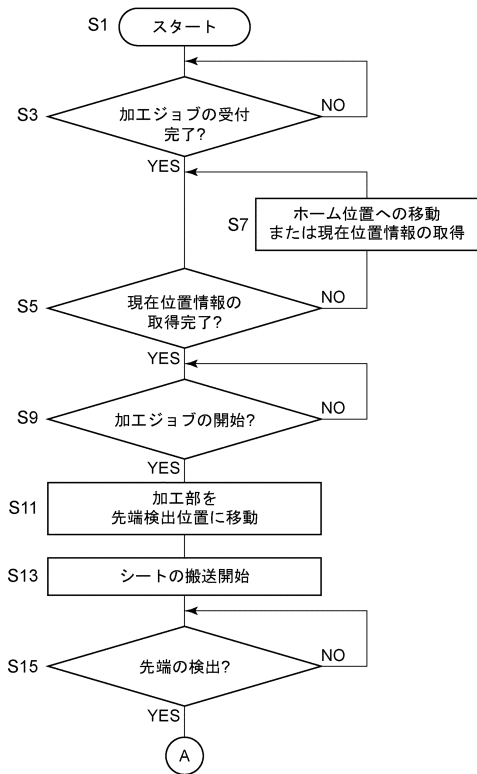 S1
スタート
S3
加工ジョブの受付
完了?
NO
YES
S7
ホーム位置への移動
または現在位置情報の取得
S5
現在位置情報の
取得完了?
NO
YES
S9
加工ジョブの開始?
NO
YES
S11
加工部を
先端検出位置に移動
S13
シートの搬送開始
S15
先端の検出?
NO
YES
A